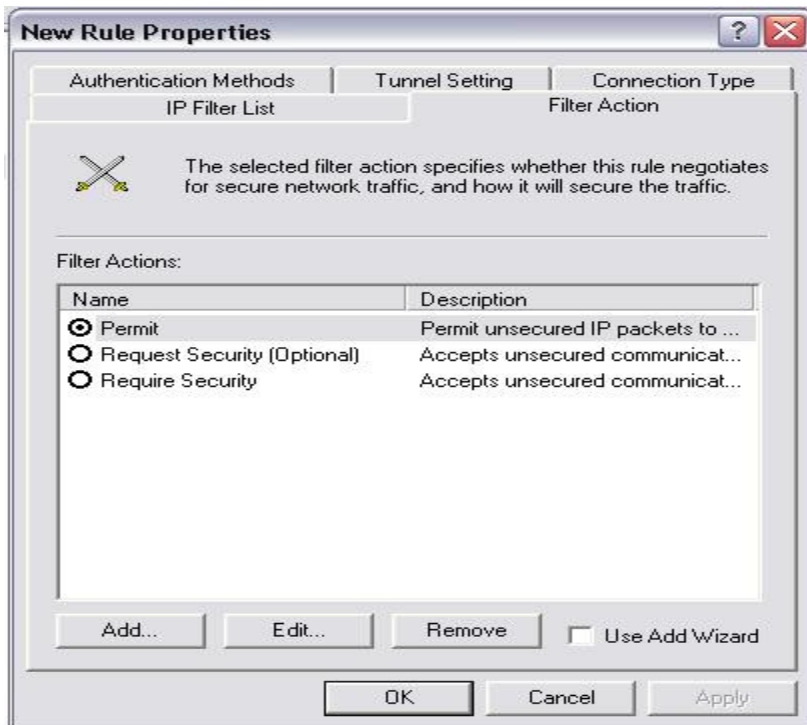 New Rule Properties
?
Authentication Methods Tunnel Setting Connection Type
IP Filter List Filter Action
The selected filter action specifies whether this rule negotiates
for secure network traffic, and how it will secure the traffic.
Filter Actions:
Name Description
Permit Permit unsecured IP packets to ...
Request Security (Optional) Accepts unsecured communicat...
Require Security Accepts unsecured communicat...
Add... Edit... Remove Use Add Wizard
OK Cancel Apply